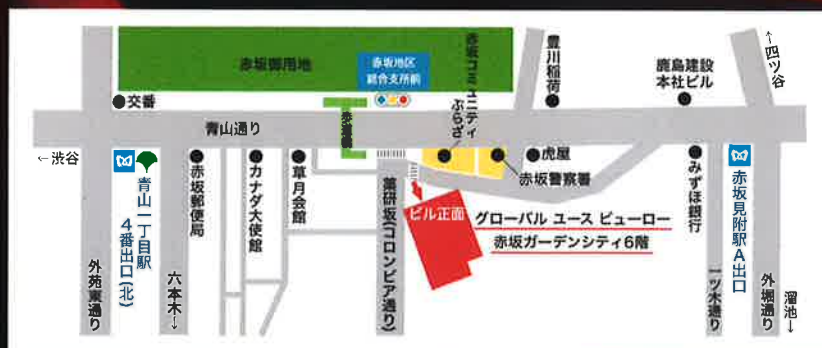 赤坂御用地
赤坂地区
総合支所前
赤坂コミュニティ
ぷらざ
豊川稲荷
鹿島建設
本社ビル
←四ツ谷
交番
青山通り
歩道橋
←渋谷
青山一丁目駅
4番出口(北)
赤坂郵便局
カナダ大使館
草月会館
薬研坂(コロンビア通り)
虎屋
赤坂警察署
みずほ銀行
赤坂見附駅A出口
ビル正面
グローバル ユース ビューロー
赤坂ガーデンシティ6階
外苑東通り
六本木→
一ツ木通り
外堀通り
溜池→